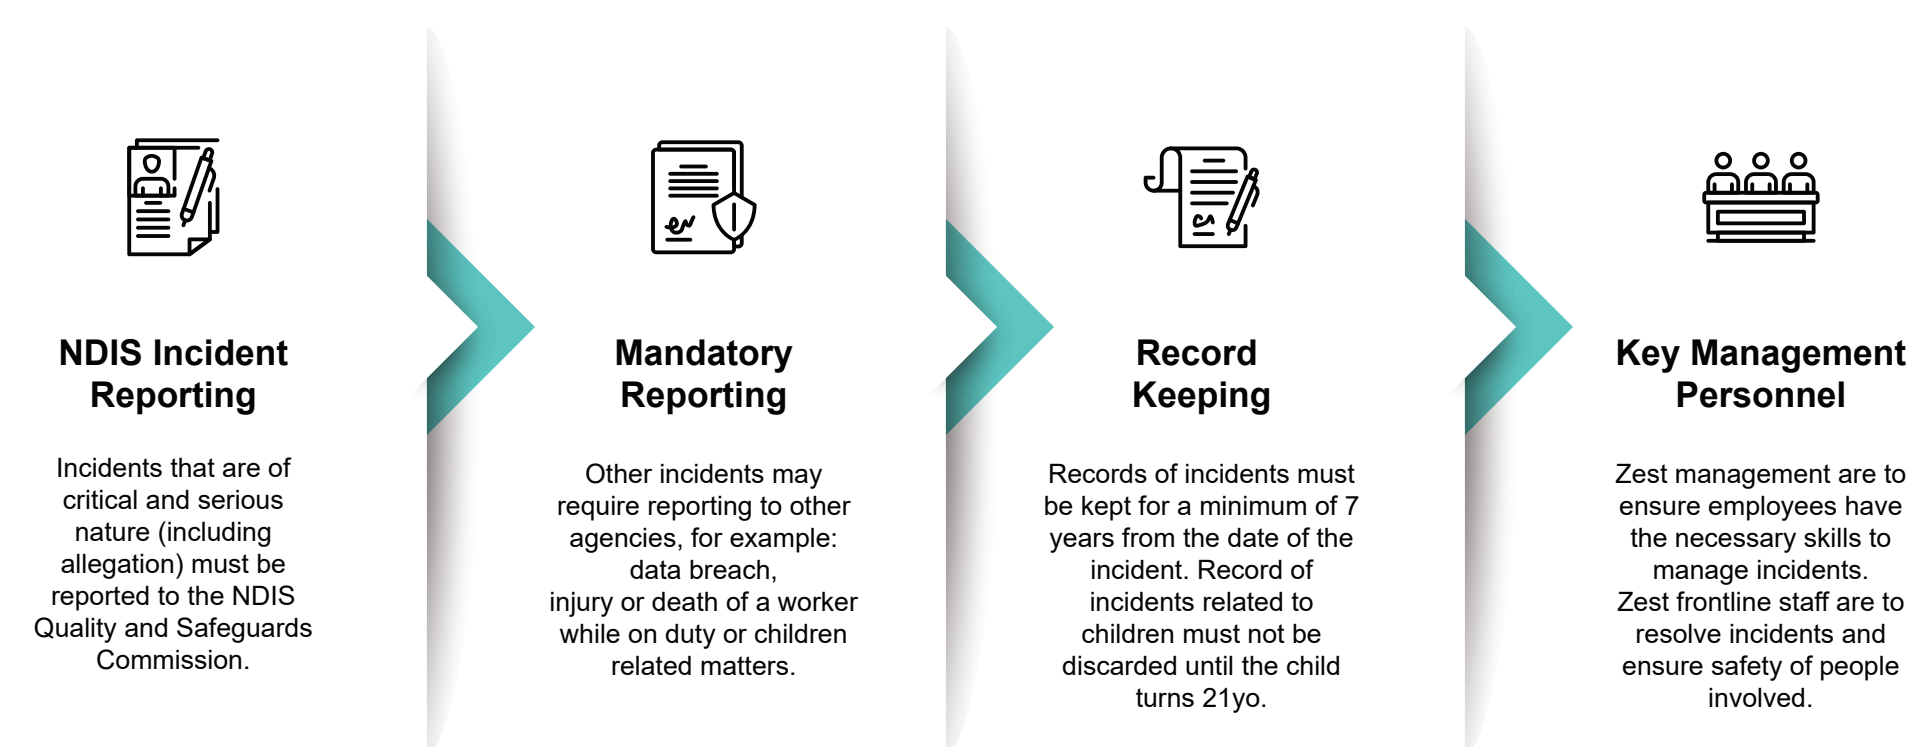 NDIS Incident
Reporting
Incidents that are of
critical and serious
nature (including
allegation) must be
reported to the NDIS
Quality and Safeguards
Commission.
Mandatory
Reporting
Other incidents may
require reporting to other
agencies, for example:
data breach,
injury or death of a worker
while on duty or children
related matters.
Record
Keeping
Records of incidents must
be kept for a minimum of 7
years from the date of the
incident. Record of
incidents related to
children must not be
discarded until the child
turns 21yo.
Key Management
Personnel
Zest management are to
ensure employees have
the necessary skills to
manage incidents.
Zest frontline staff are to
resolve incidents and
ensure safety of people
involved.